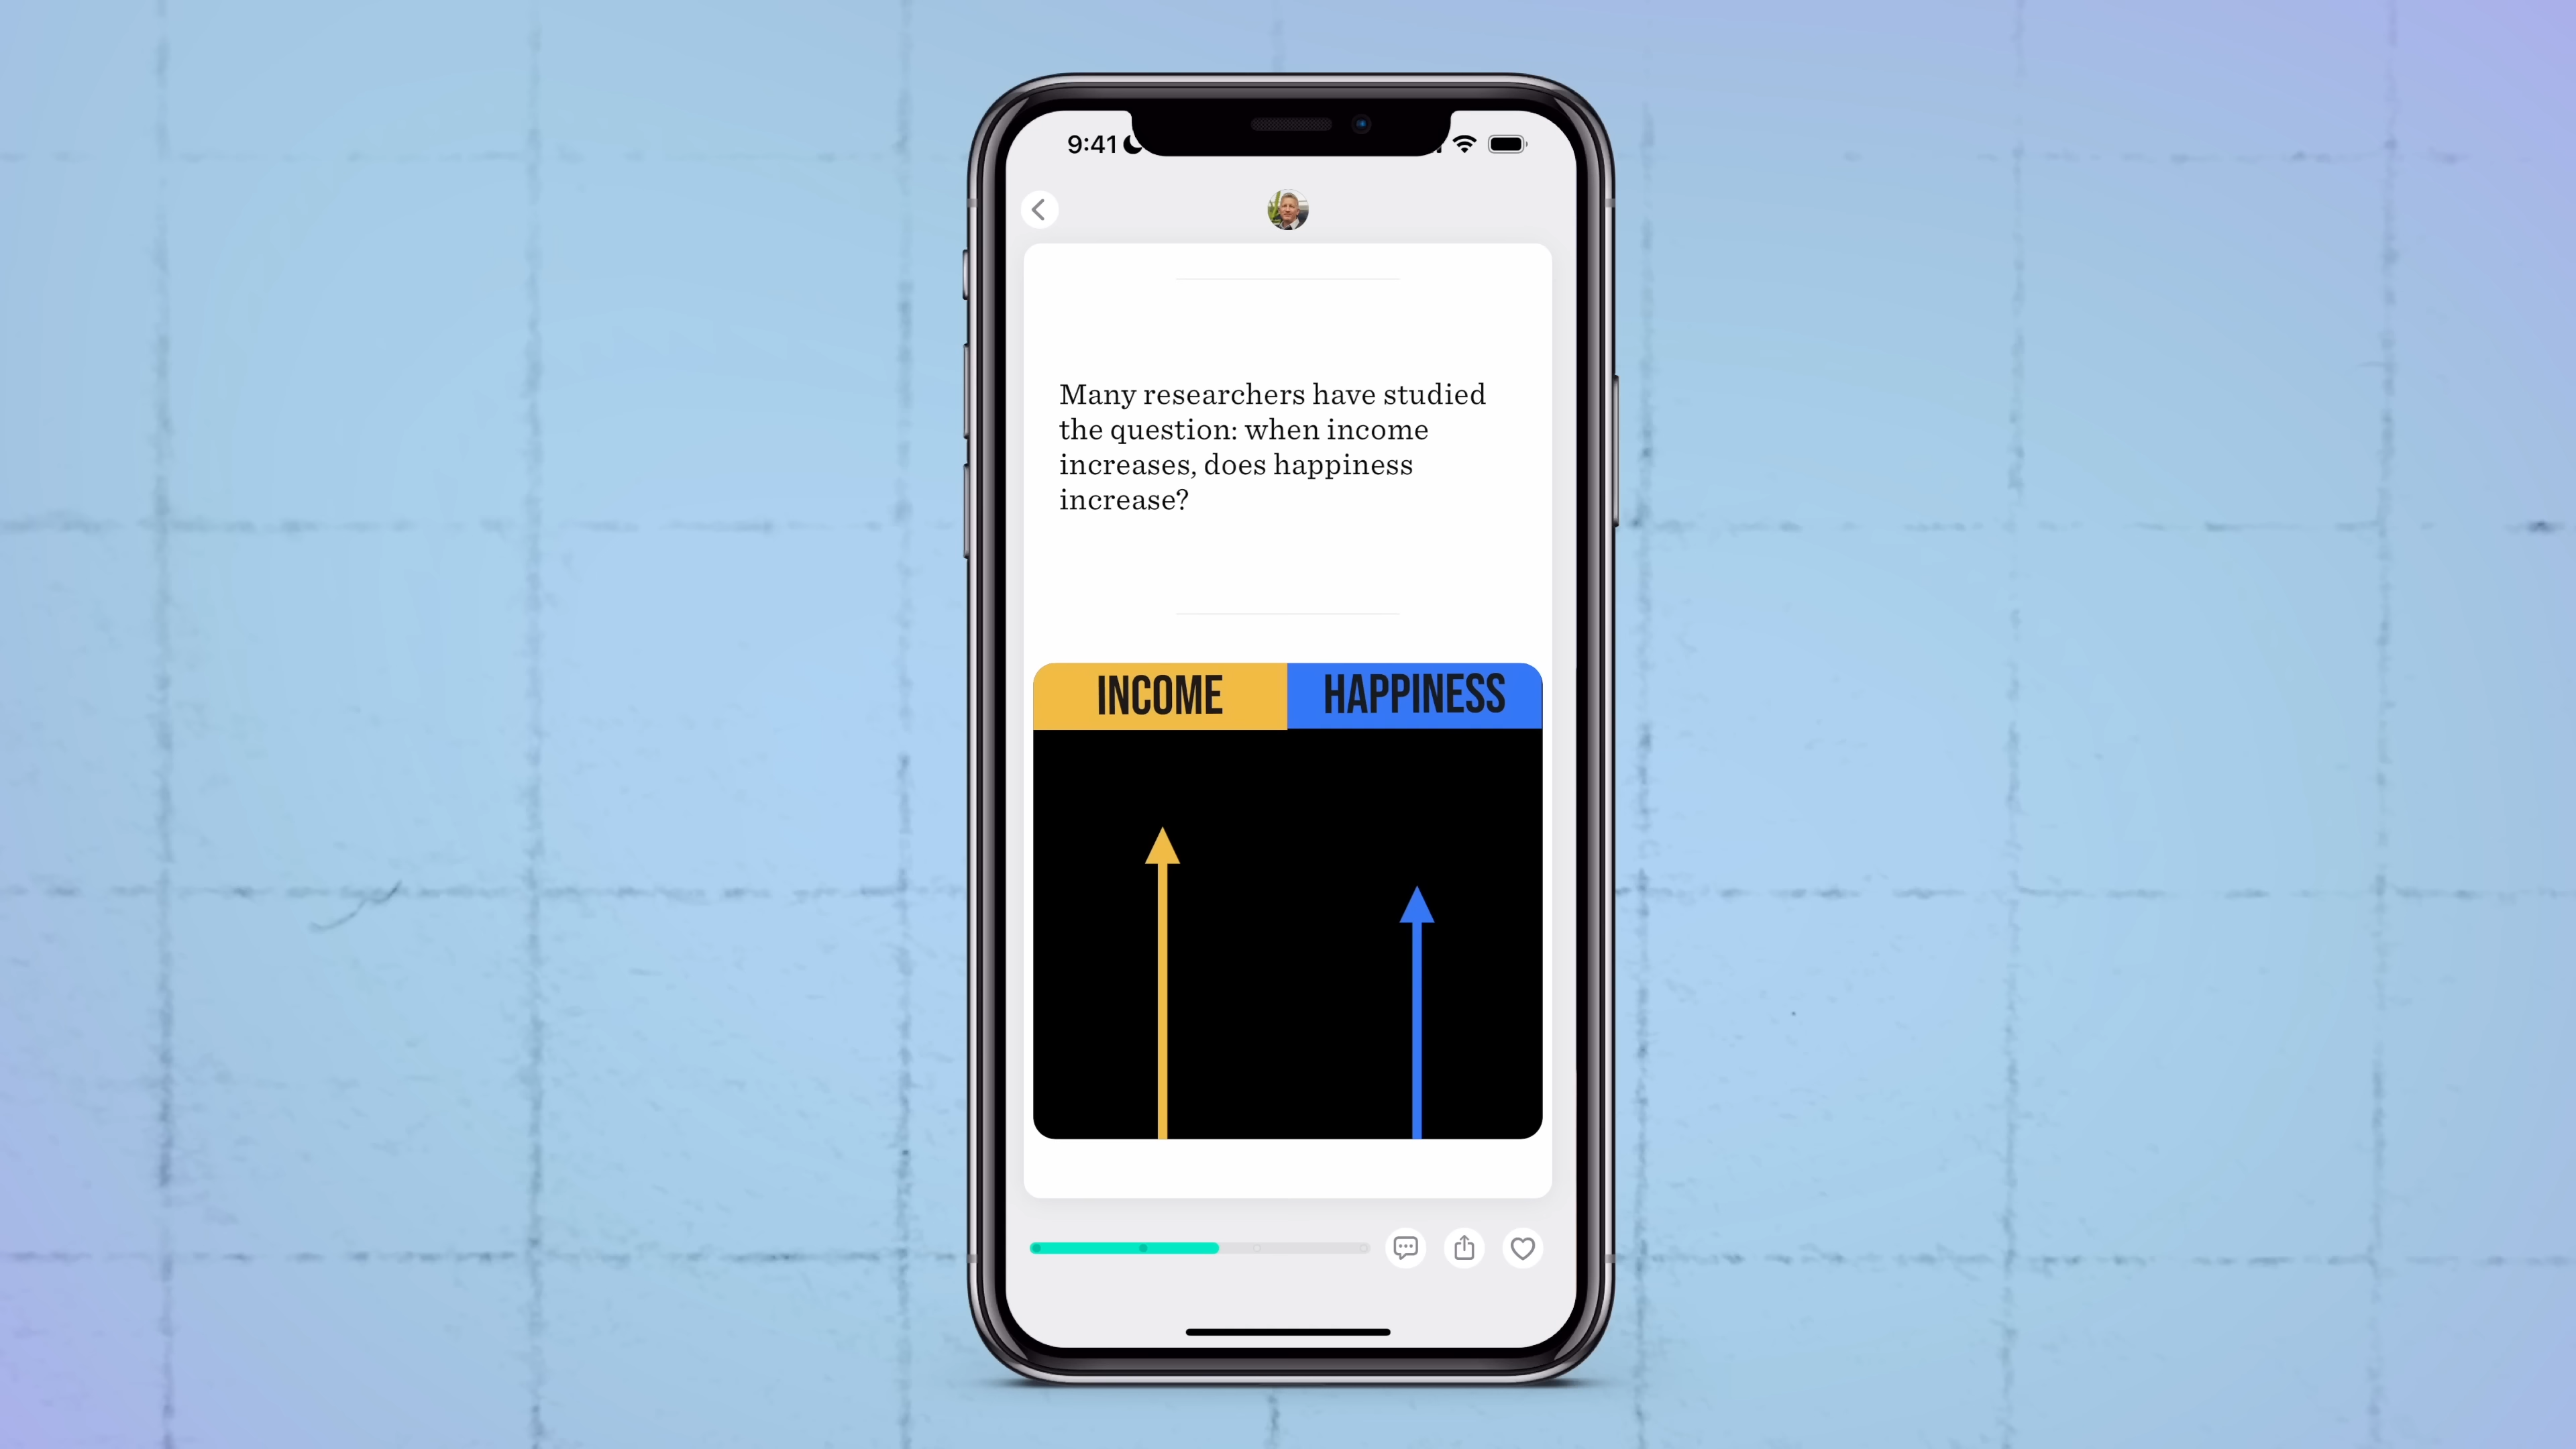 9:41
Many researchers have studied
the question: when income
increases, does happiness
increase?
INCOME
HAPPINESS